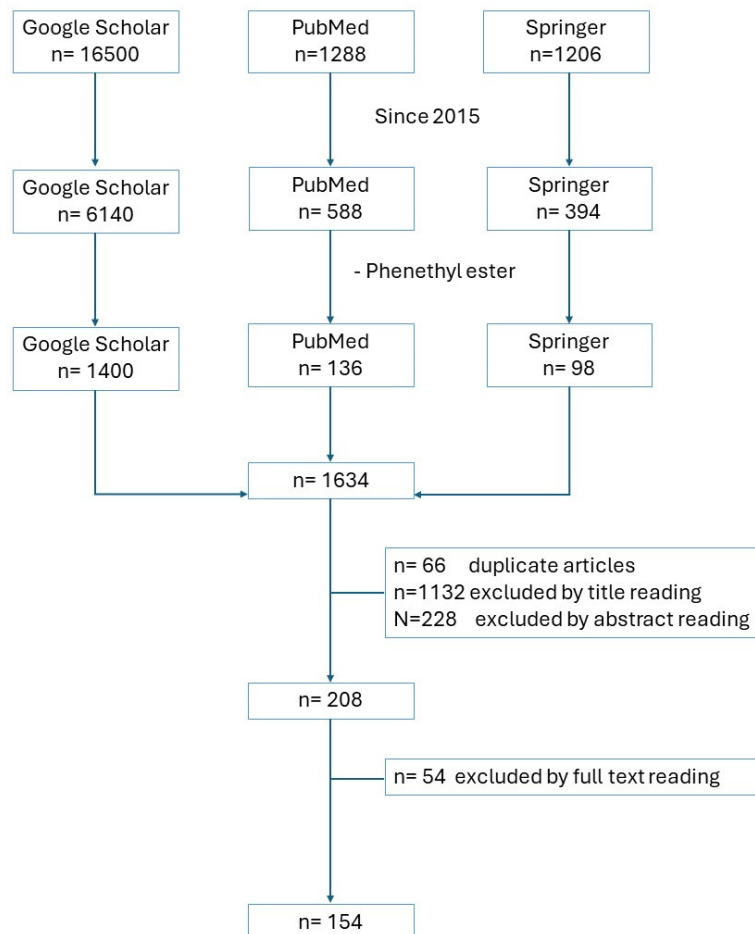 Google Scholar
n= 16500
PubMed
n=1288
Springer
n=1206
Since 2015
Google Scholar
n= 6140
PubMed
n= 588
Springer
n= 394
- Phenethyl ester
Google Scholar
n= 1400
PubMed
n= 136
Springer
n= 98
n= 1634
n= 66 duplicate articles
n=1132 excluded by title reading
N=228 excluded by abstract reading
n= 208
n= 54 excluded by full text reading
n= 154